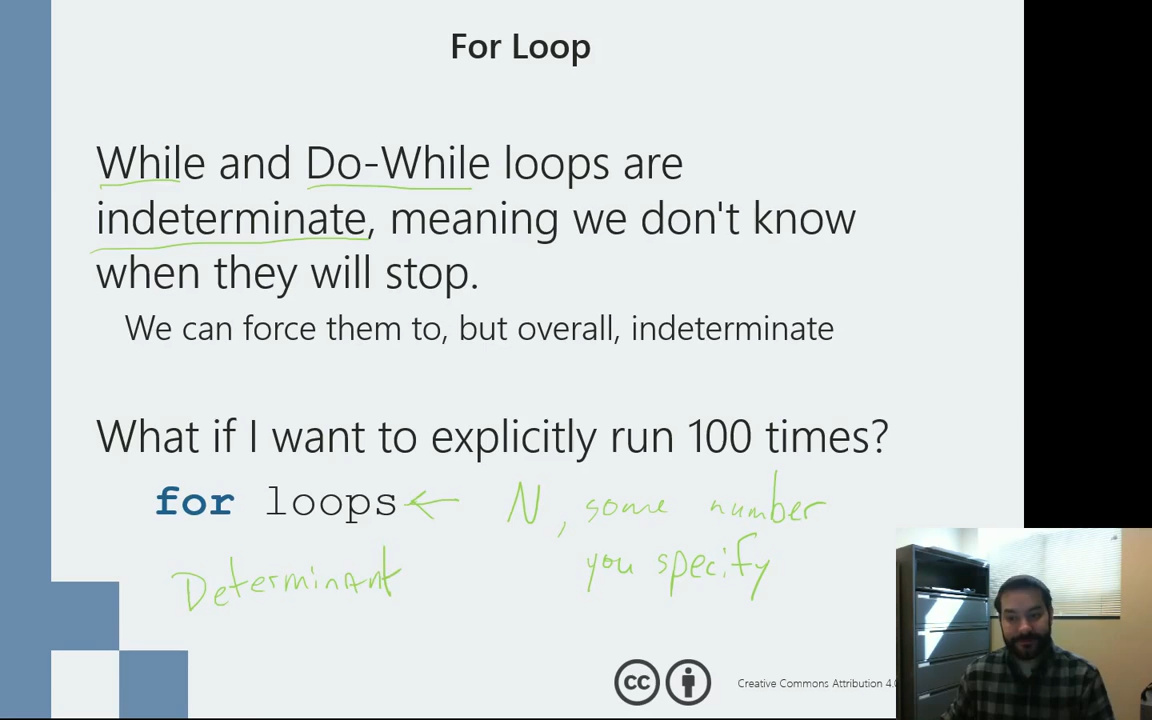 For Loop
While and Do-While loops are
indeterminate, meaning we don't know
when they will stop.
We can force them to, but overall, indeterminate
What if I want to explicitly run 100 times?
for loops ← N, some number
you specify
Determinant
cc
Creative Commons Attribution 4.0